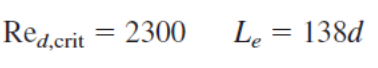 Re_{d,crit} = 2300 L_e = 138d